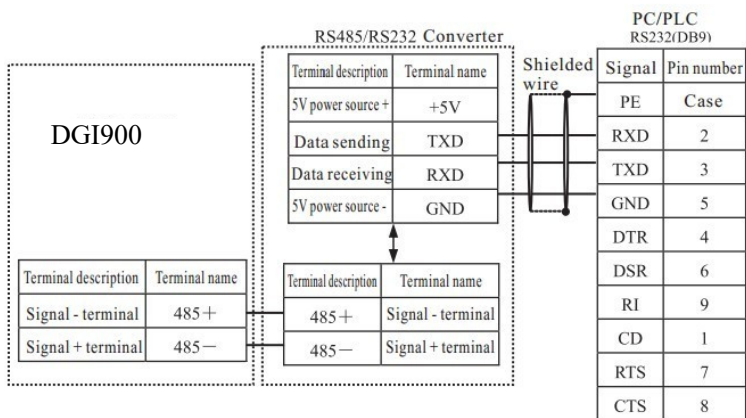 PC/PLC
RS485/RS232 Converter
RS232(DB9)
Terminal description Terminal name
5V power source + +5V
Data sending TXD
Data receiving RXD
5V power source - GND
Shielded
wire
Signal Pin number
PE Case
RXD 2
TXD 3
GND 5
DTR 4
DSR 6
RI 9
CD 1
RTS 7
CTS 8
DGI900
Terminal description Terminal name
Signal - terminal 485+
Signal + terminal 485-
Terminal description Terminal name
485+ Signal - terminal
485- Signal + terminal